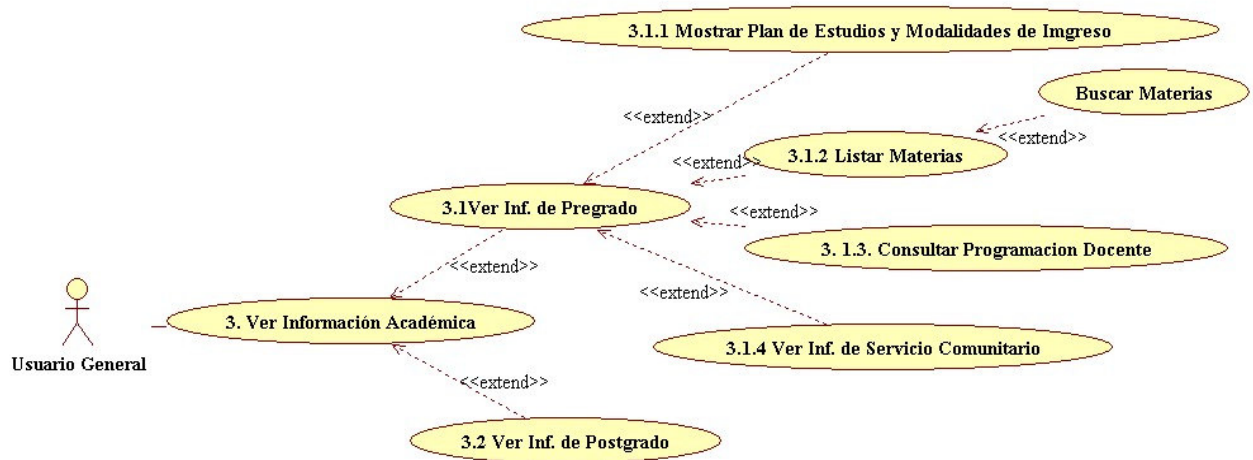 3.1.1 Mostrar Plan de Estudios y Modalidades de Imgreso
Buscar Materias
<<extend>>
<<extend>>
3.1.2 Listar Materias
<<extend>>
3.1Ver Inf. de Pregrado
<<extend>>
3. 1.3. Consultar Programacion Docente
<<extend>>
<<extend>>
3. Ver Información Académica
3.1.4 Ver Inf. de Servicio Comunitario
Usuario General
<<extend>>
3.2 Ver Inf. de Postgrado